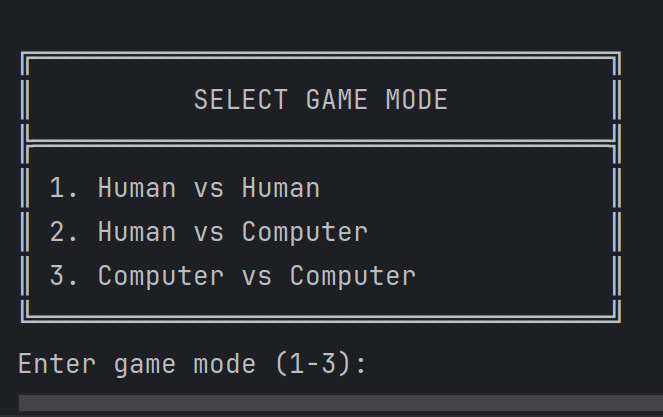 SELECT GAME MODE
1. Human vs Human
2. Human vs Computer
3. Computer vs Computer
Enter game mode (1-3):